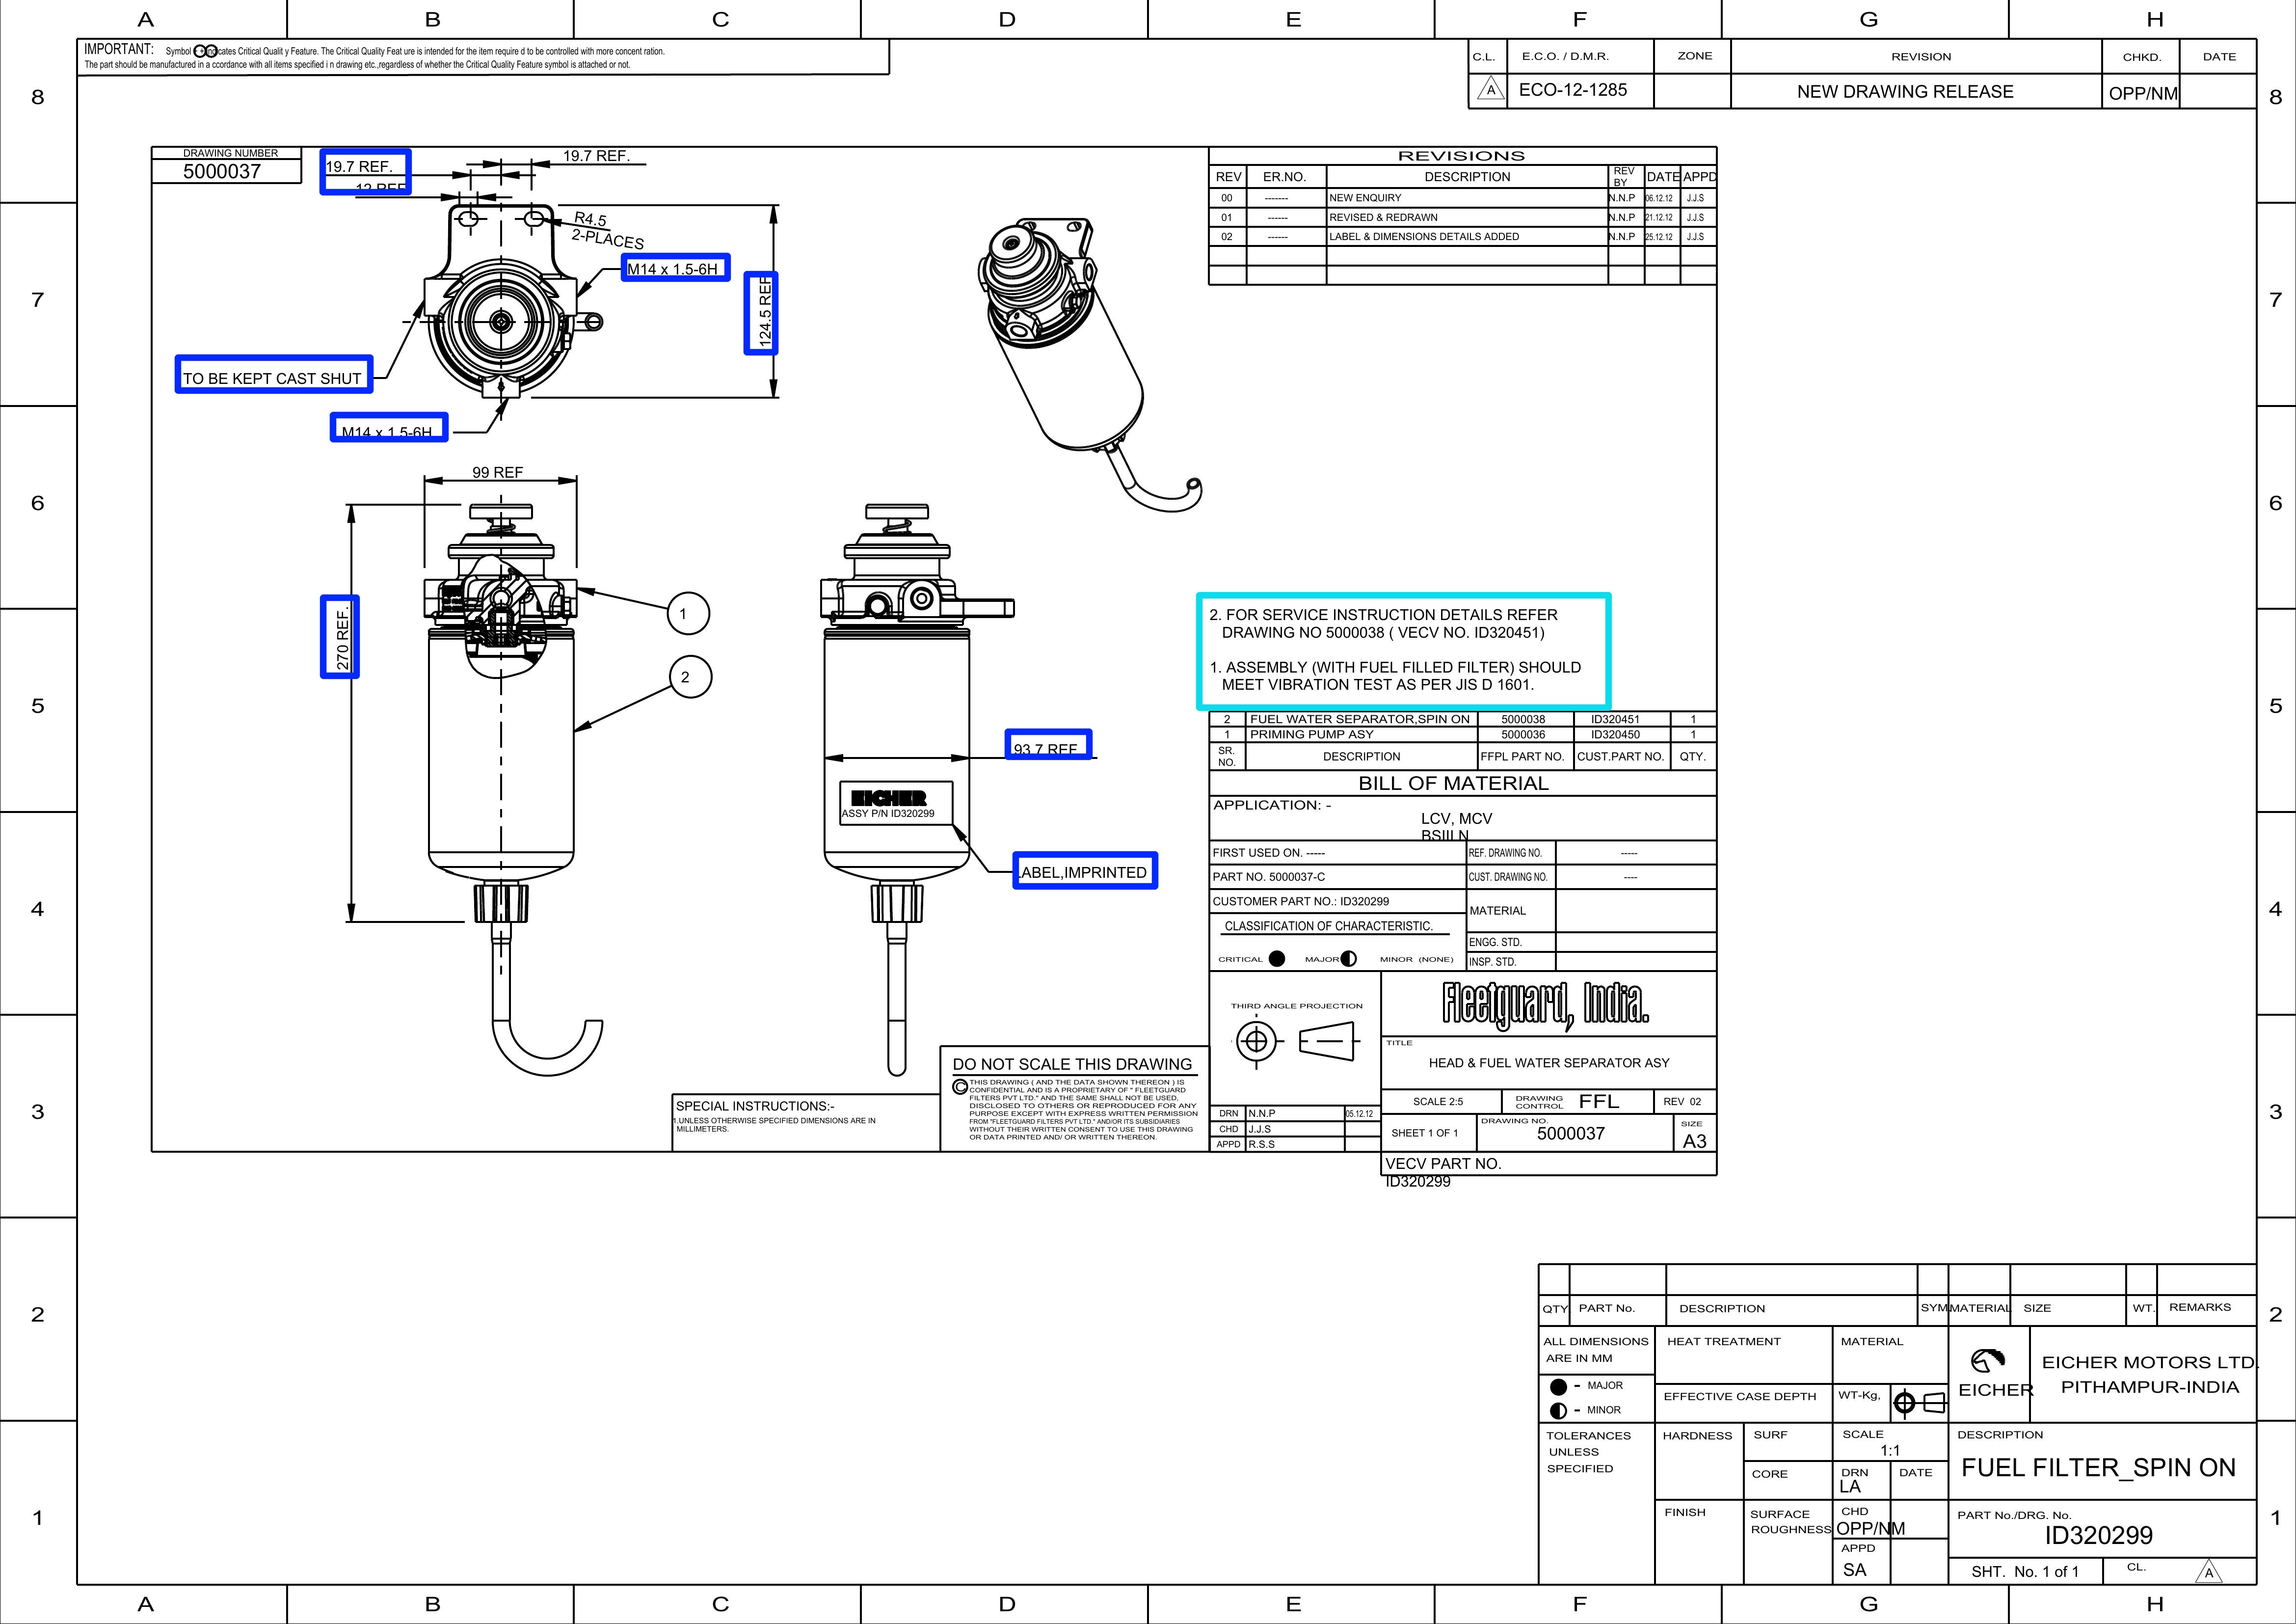 A B C D E F G H
IMPORTANT: Symbol indicates Critical Qualit y Feature. The Critical Quality Feat ure is intended for the item require d to be controlled with more concent ration.
The part should be manufactured in a ccordance with all items specified i n drawing etc.,regardless of whether the Critical Quality Feature symbol is attached or not.
C.L. E.C.O. / D.M.R. ZONE REVISION CHKD. DATE
A ECO-12-1285 NEW DRAWING RELEASE OPP/NM
8 8
7 7
6 6
5 5
4 4
3 3
2 2
1 1
DRAWING NUMBER
5000037
19.7 REF.
19.7 REF.
12 REF
R4.5
2-PLACES
M14 x 1.5-6H
124.5 REF
TO BE KEPT CAST SHUT
M14 x 1.5-6H
99 REF
270 REF.
1
2
93.7 REF
EICHER
ASSY P/N ID320299
LABEL,IMPRINTED
REVISIONS
REV ER.NO. DESCRIPTION REV BY DATE APPD
00 ------- NEW ENQUIRY N.N.P 06.12.12 J.J.S
01 ------ REVISED & REDRAWN N.N.P 21.12.12 J.J.S
02 ------ LABEL & DIMENSIONS DETAILS ADDED N.N.P 25.12.12 J.J.S
2. FOR SERVICE INSTRUCTION DETAILS REFER
DRAWING NO 5000038 ( VECV NO. ID320451)
1. ASSEMBLY (WITH FUEL FILLED FILTER) SHOULD
MEET VIBRATION TEST AS PER JIS D 1601.
2 FUEL WATER SEPARATOR,SPIN ON 5000038 ID320451 1
1 PRIMING PUMP ASY 5000036 ID320450 1
SR. NO. DESCRIPTION FFPL PART NO. CUST.PART NO. QTY.
BILL OF MATERIAL
APPLICATION: -
LCV, MCV
BSIII N
FIRST USED ON. ----- REF. DRAWING NO. -----
PART NO. 5000037-C CUST. DRAWING NO. ----
CUSTOMER PART NO.: ID320299 MATERIAL
CLASSIFICATION OF CHARACTERISTIC.
ENGG. STD.
CRITICAL MAJOR MINOR (NONE) INSP. STD.
THIRD ANGLE PROJECTION
Fleetguard, India.
TITLE
HEAD & FUEL WATER SEPARATOR ASY
SCALE 2:5 DRAWING CONTROL FFL REV 02
SHEET 1 OF 1 DRAWING NO. 5000037 SIZE A3
DRN N.N.P 05.12.12
CHD J.J.S
APPD R.S.S
VECV PART NO.
ID320299
DO NOT SCALE THIS DRAWING
C THIS DRAWING ( AND THE DATA SHOWN THEREON ) IS
CONFIDENTIAL AND IS A PROPRIETARY OF " FLEETGUARD
FILTERS PVT LTD." AND THE SAME SHALL NOT BE USED,
DISCLOSED TO OTHERS OR REPRODUCED FOR ANY
PURPOSE EXCEPT WITH EXPRESS WRITTEN PERMISSION
FROM "FLEETGUARD FILTERS PVT LTD." AND/OR ITS SUBSIDIARIES
WITHOUT THEIR WRITTEN CONSENT TO USE THIS DRAWING
OR DATA PRINTED AND/ OR WRITTEN THEREON.
SPECIAL INSTRUCTIONS:-
1.UNLESS OTHERWISE SPECIFIED DIMENSIONS ARE IN
MILLIMETERS.
QTY PART No. DESCRIPTION SYM. MATERIAL SIZE WT. REMARKS
ALL DIMENSIONS
ARE IN MM
- MAJOR
- MINOR
TOLERANCES
UNLESS
SPECIFIED
HEAT TREATMENT MATERIAL
EFFECTIVE CASE DEPTH WT-Kg,
HARDNESS SURF
CORE
FINISH SURFACE
ROUGHNESS
SCALE
1:1
DRN DATE
LA
CHD
OPP/NM
APPD
SA
EICHER
EICHER MOTORS LTD.
PITHAMPUR-INDIA
DESCRIPTION
FUEL FILTER_SPIN ON
PART No./DRG. No.
ID320299
SHT. No. 1 of 1 CL. A
A B C D E F G H